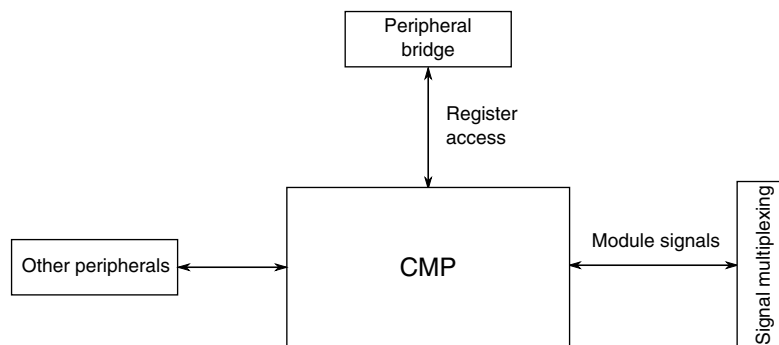 Peripheral
bridge
Register
access
Module signals
Other peripherals
CMP
Signal multiplexing